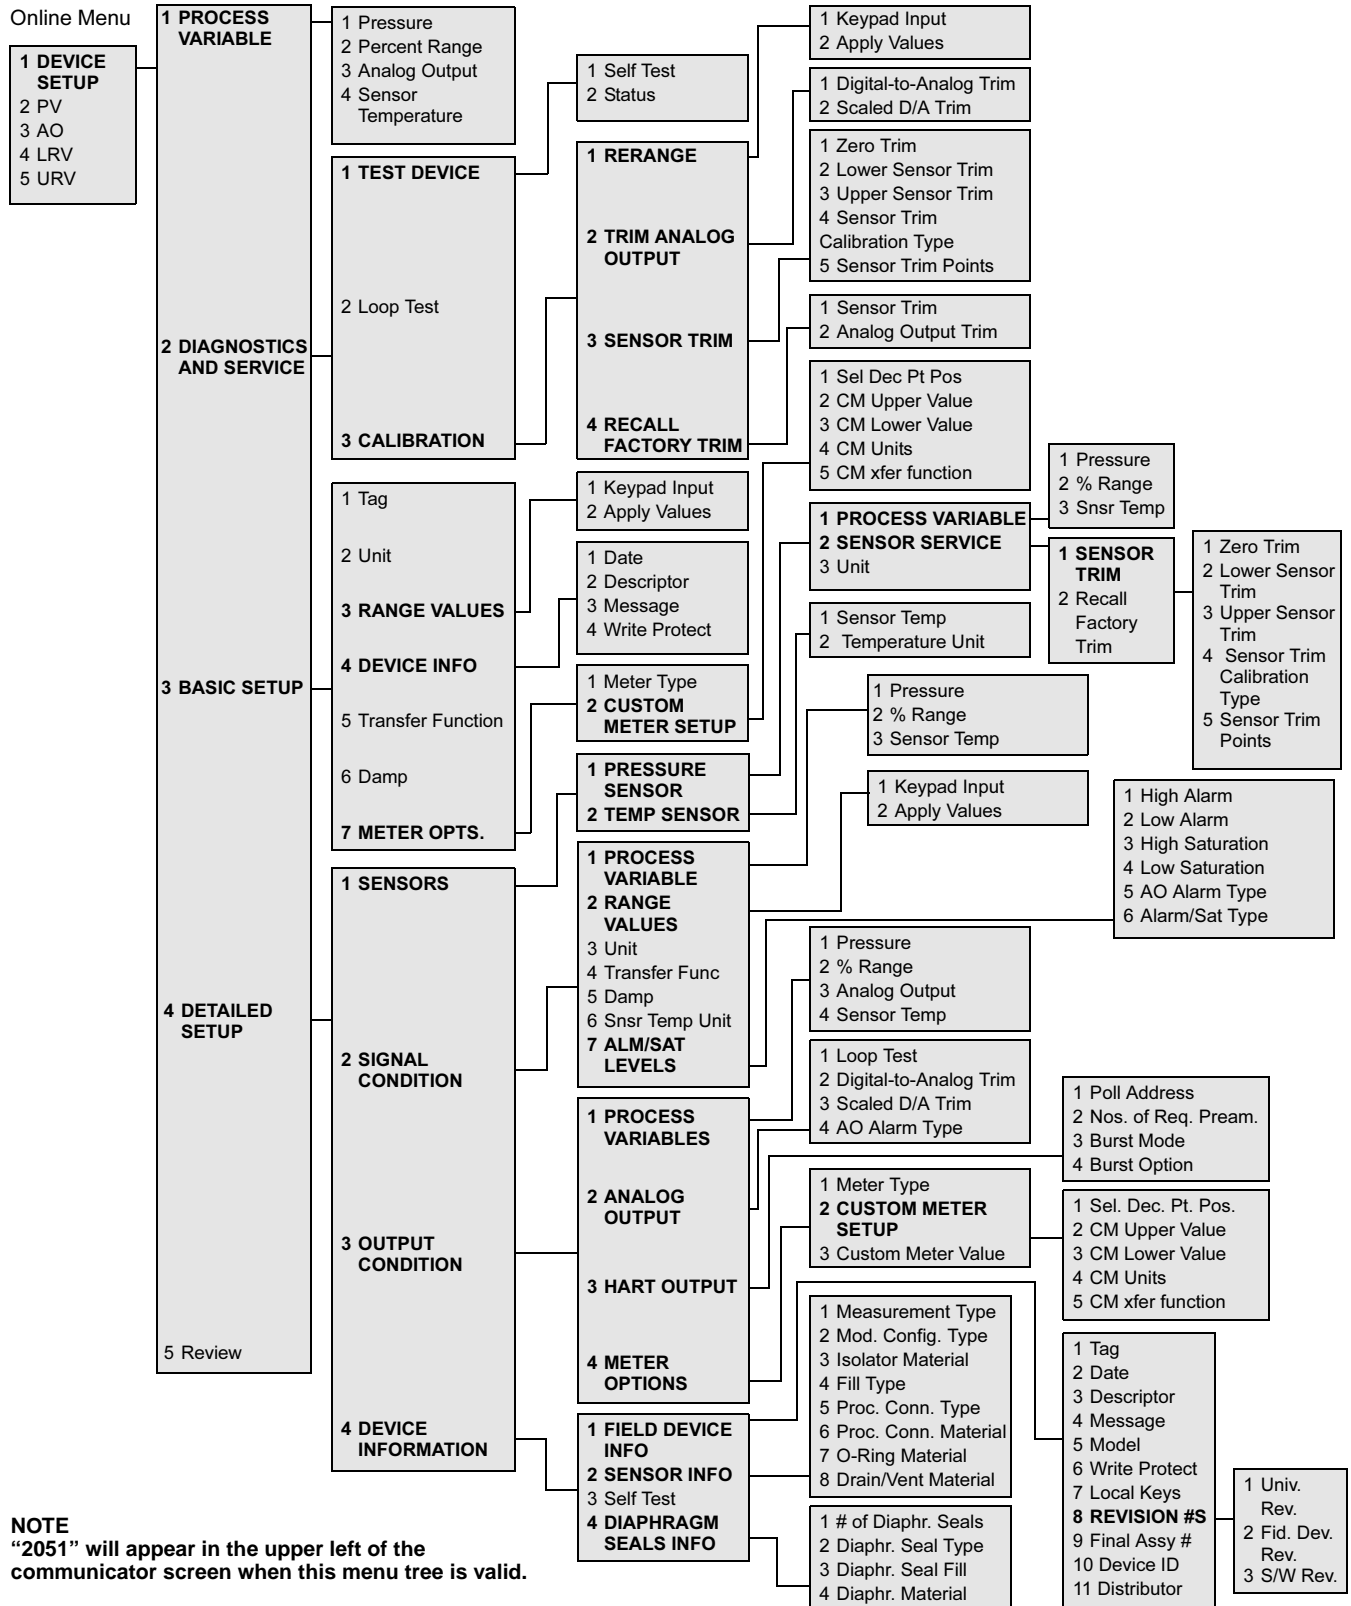 Online Menu
1 DEVICE
SETUP
2 PV
3 AO
4 LRV
5 URV
1 PROCESS
VARIABLE
2 DIAGNOSTICS
AND SERVICE
3 BASIC SETUP
4 DETAILED
SETUP
5 Review
1 Pressure
2 Percent Range
3 Analog Output
4 Sensor
Temperature
1 TEST DEVICE
2 Loop Test
3 CALIBRATION
1 Tag
2 Unit
3 RANGE VALUES
4 DEVICE INFO
5 Transfer Function
6 Damp
7 METER OPTS.
1 SENSORS
2 SIGNAL
CONDITION
3 OUTPUT
CONDITION
4 DEVICE
INFORMATION
1 Self Test
2 Status
1 RERANGE
2 TRIM ANALOG
OUTPUT
3 SENSOR TRIM
4 RECALL
FACTORY TRIM
1 Keypad Input
2 Apply Values
1 Date
2 Descriptor
3 Message
4 Write Protect
1 Meter Type
2 CUSTOM
METER SETUP
1 PRESSURE
SENSOR
2 TEMP SENSOR
1 PROCESS
VARIABLE
2 RANGE
VALUES
3 Unit
4 Transfer Func
5 Damp
6 Snsr Temp Unit
7 ALM/SAT
LEVELS
1 PROCESS
VARIABLES
2 ANALOG
OUTPUT
3 HART OUTPUT
4 METER
OPTIONS
1 FIELD DEVICE
INFO
2 SENSOR INFO
3 Self Test
4 DIAPHRAGM
SEALS INFO
1 Keypad Input
2 Apply Values
1 Digital-to-Analog Trim
2 Scaled D/A Trim
1 Zero Trim
2 Lower Sensor Trim
3 Upper Sensor Trim
4 Sensor Trim
Calibration Type
5 Sensor Trim Points
1 Sensor Trim
2 Analog Output Trim
1 Sel Dec Pt Pos
2 CM Upper Value
3 CM Lower Value
4 CM Units
5 CM xfer function
1 PROCESS VARIABLE
2 SENSOR SERVICE
3 Unit
1 Sensor Temp
2 Temperature Unit
1 Pressure
2 % Range
3 Sensor Temp
1 Keypad Input
2 Apply Values
1 Pressure
2 % Range
3 Analog Output
4 Sensor Temp
1 Loop Test
2 Digital-to-Analog Trim
3 Scaled D/A Trim
4 AO Alarm Type
1 Meter Type
2 CUSTOM METER
SETUP
3 Custom Meter Value
1 Measurement Type
2 Mod. Config. Type
3 Isolator Material
4 Fill Type
5 Proc. Conn. Type
6 Proc. Conn. Material
7 O-Ring Material
8 Drain/Vent Material
1 # of Diaphr. Seals
2 Diaphr. Seal Type
3 Diaphr. Seal Fill
4 Diaphr. Material
1 Pressure
2 % Range
3 Snsr Temp
1 SENSOR
TRIM
2 Recall
Factory
Trim
1 Zero Trim
2 Lower Sensor
Trim
3 Upper Sensor
Trim
4 Sensor Trim
Calibration
Type
5 Sensor Trim
Points
1 High Alarm
2 Low Alarm
3 High Saturation
4 Low Saturation
5 AO Alarm Type
6 Alarm/Sat Type
1 Poll Address
2 Nos. of Req. Pream.
3 Burst Mode
4 Burst Option
1 Sel. Dec. Pt. Pos.
2 CM Upper Value
3 CM Lower Value
4 CM Units
5 CM xfer function
1 Tag
2 Date
3 Descriptor
4 Message
5 Model
6 Write Protect
7 Local Keys
8 REVISION #S
9 Final Assy #
10 Device ID
11 Distributor
1 Univ.
Rev.
2 Fid. Dev.
Rev.
3 S/W Rev.
NOTE
“2051” will appear in the upper left of the
communicator screen when this menu tree is valid.